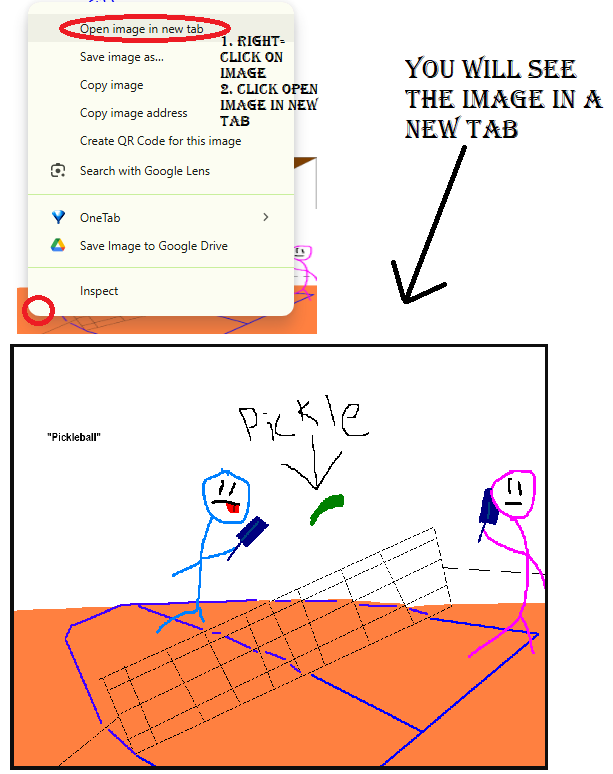 Open image in new tab
Save image as...
Copy image
Copy image address
Create QR Code for this image
Search with Google Lens
OneTab
Save Image to Google Drive
Inspect
1. RIGHT-
CLICK ON
IMAGE
2. CLICK OPEN
IMAGE IN NEW
TAB
YOU WILL SEE
THE IMAGE IN A
NEW TAB
"Pickleball"
Pickle